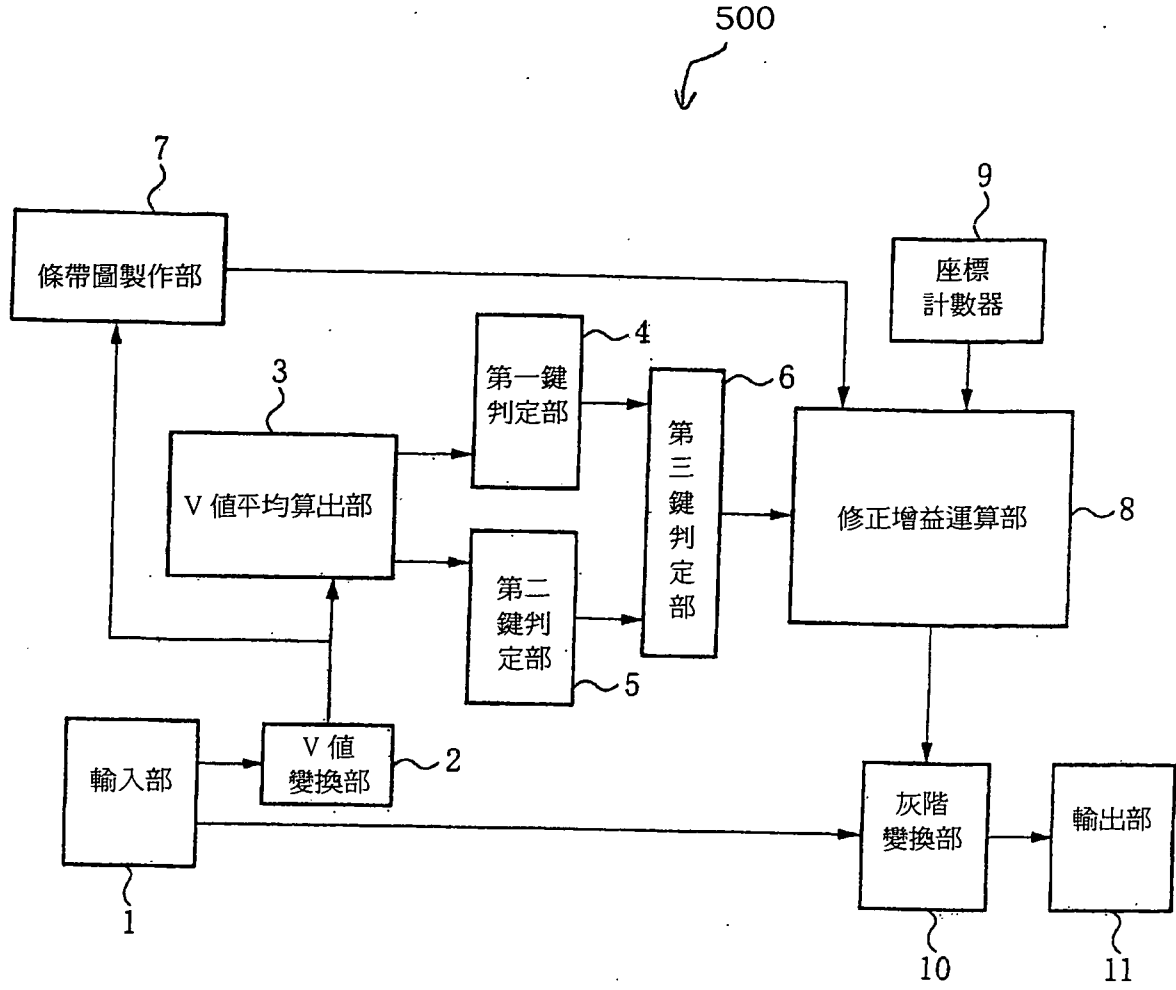 500
7
條帶圖製作部
9
座標
計數器
4
第一鍵
判定部
3
V 值平均算出部
6
第
三
鍵
判
定
部
修正增益運算部
8
第二
鍵判
定部
5
V 值
變換部
2
輸入部
1
灰階
變換部
10
輸出部
11